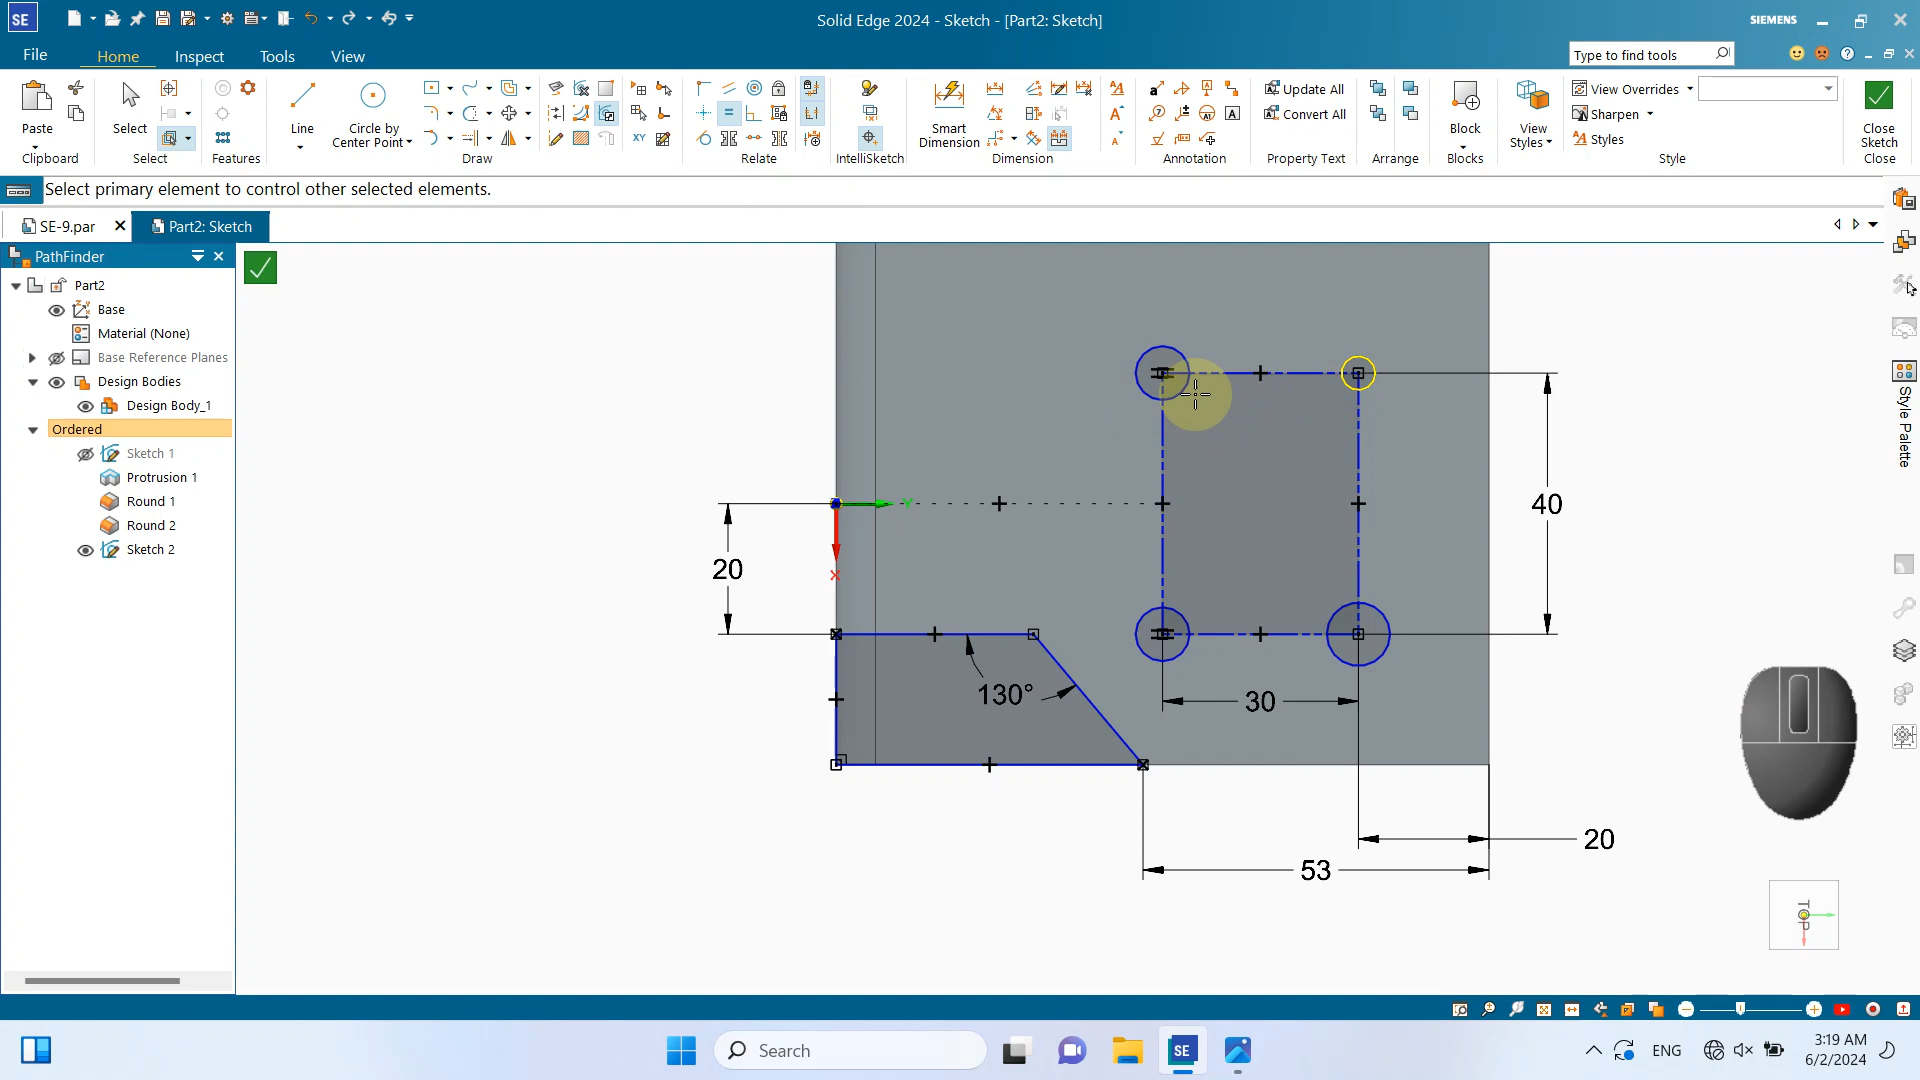 SE
Solid Edge 2024 - Sketch - [Part2: Sketch]
SIEMENS
File
Home
Inspect
Tools
View
Type to find tools
Paste
Clipboard
Select
Select
Features
Line
Circle by
Center Point
Draw
Relate
IntelliSketch
Smart
Dimension
Dimension
Annotation
Update All
Convert All
Property Text
Arrange
Block
Blocks
View
Styles
View Overrides
Sharpen
Styles
Style
Close
Sketch
Close
Select primary element to control other selected elements.
SE-9.par
Part2: Sketch
PathFinder
Part2
Base
Material (None)
Base Reference Planes
Design Bodies
Design Body_1
Ordered
Sketch 1
Protrusion 1
Round 1
Round 2
Sketch 2
Style Palette
Y
X
20
130°
30
40
20
53
TOP
Search
SE
ENG
3:19 AM
6/2/2024